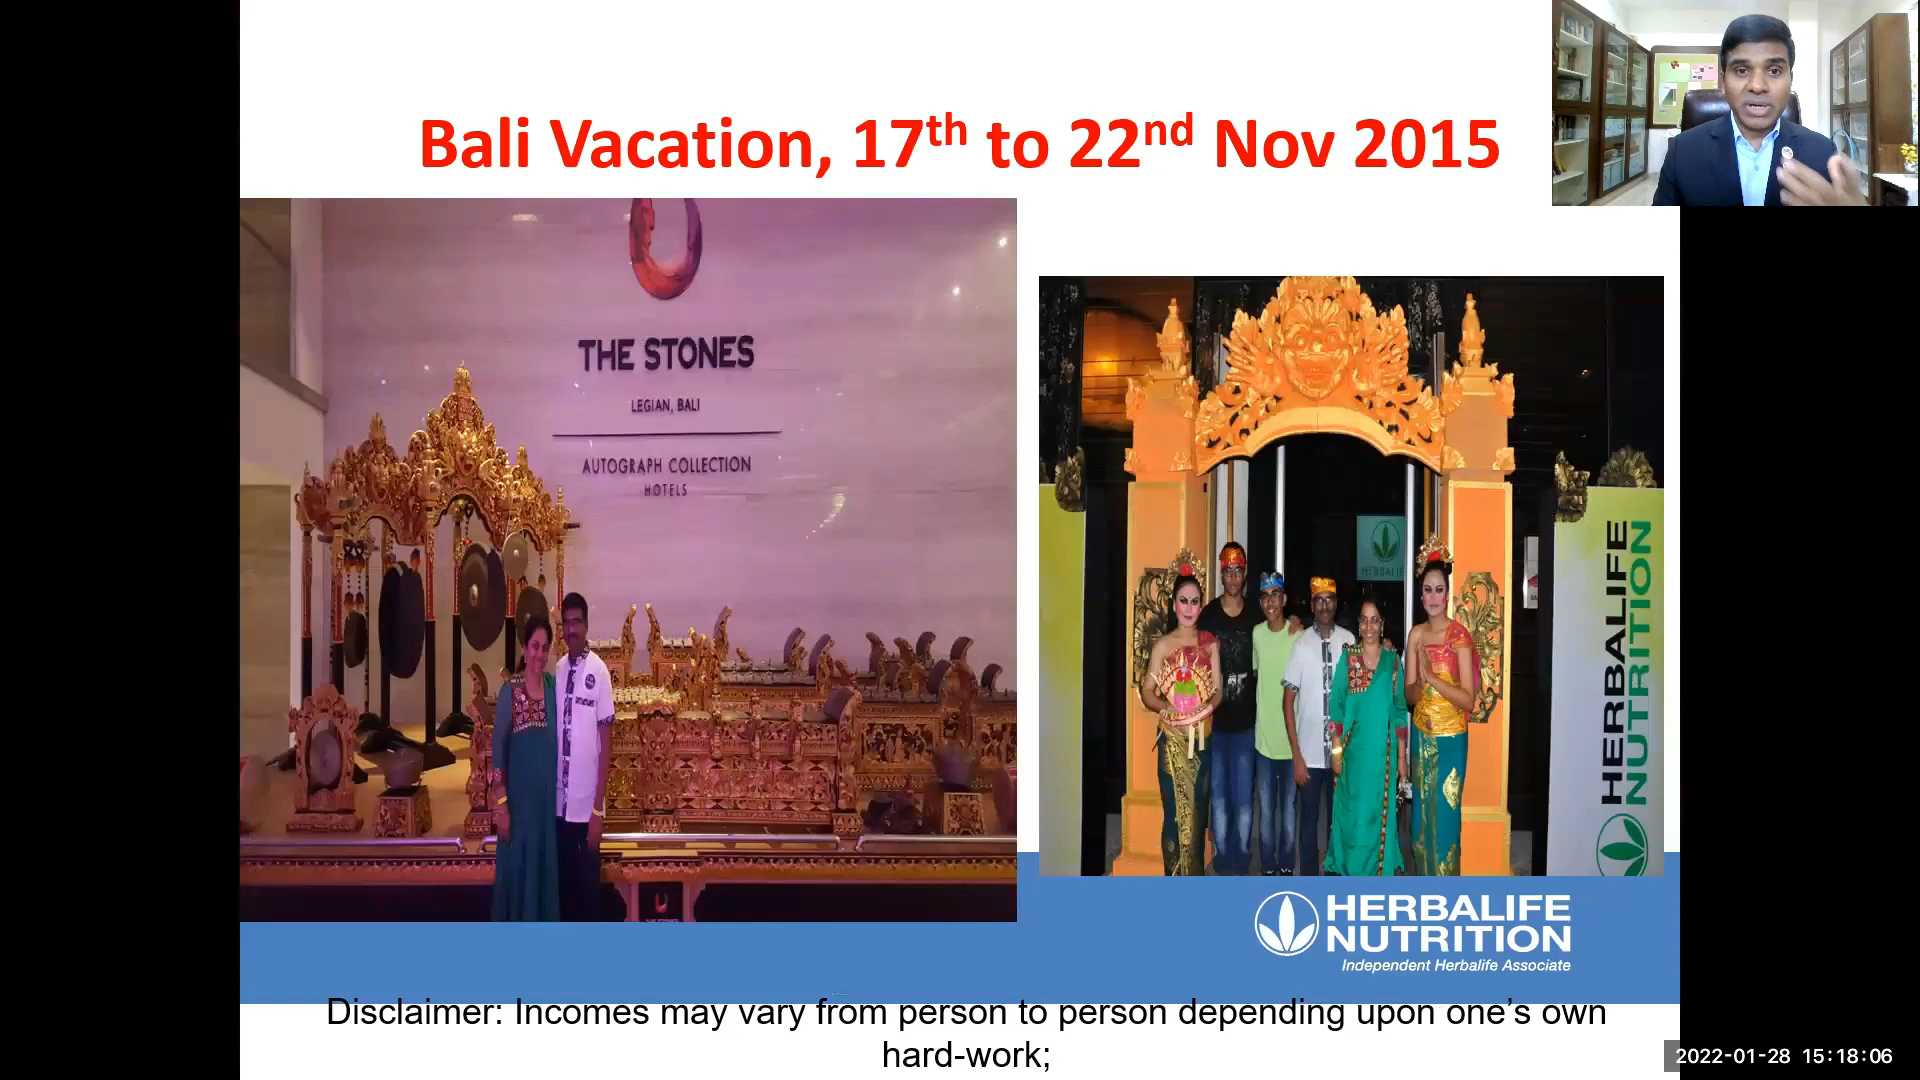 Bali Vacation, 17th to 22nd Nov 2015
THE STONES
LEGIAN, BALI
AUTOGRAPH COLLECTION
HOTELS
HERBALIFE
HERBALIFE
NUTRITION
HERBALIFE
NUTRITION
Independent Herbalife Associate
Disclaimer: Incomes may vary from person to person depending upon one’s own
hard-work;
2022-01-28 15:18:06